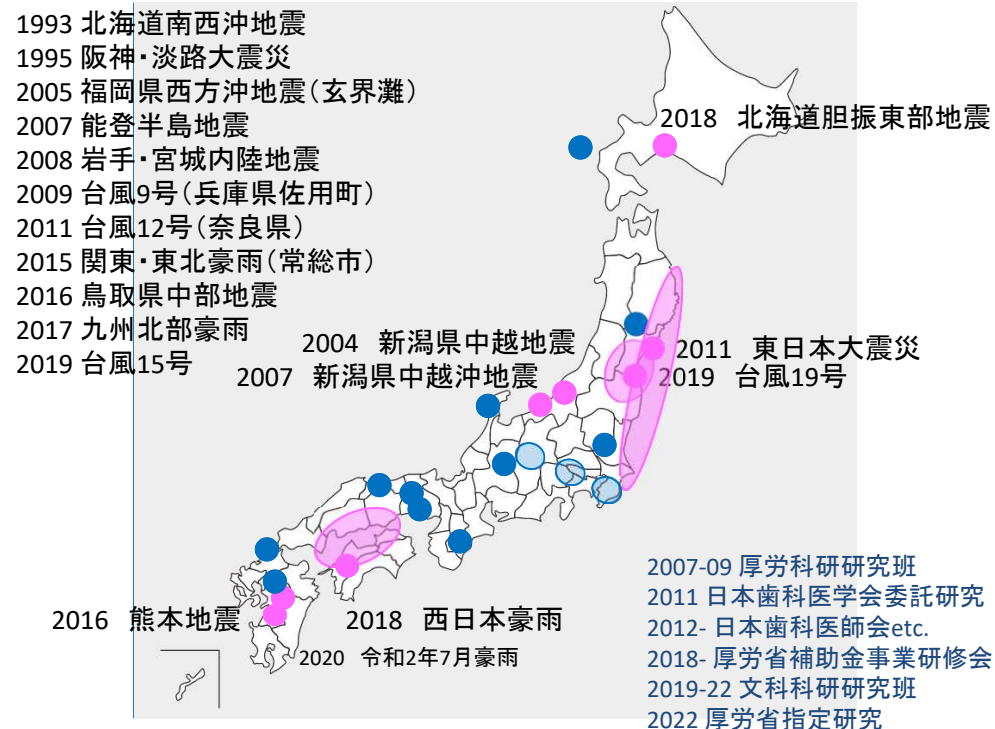 1993 北海道南西沖地震
1995 阪神・淡路大震災
2005 福岡県西方沖地震（玄界灘）
2007 能登半島地震
2008 岩手・宮城内陸地震
2009 台風9号（兵庫県佐用町）
2011 台風12号（奈良県）
2015 関東・東北豪雨（常総市）
2016 鳥取県中部地震
2017 九州北部豪雨
2019 台風15号
2018 北海道胆振東部地震
2004 新潟県中越地震
2007 新潟県中越沖地震
2011 東日本大震災
2019 台風19号
2016 熊本地震
2018 西日本豪雨
2020 令和2年7月豪雨
2007-09 厚労科研研究班
2011 日本歯科医学会委託研究
2012- 日本歯科医師会etc.
2018- 厚労省補助金事業研修会
2019-22 文科科研研究班
2022 厚労省指定研究